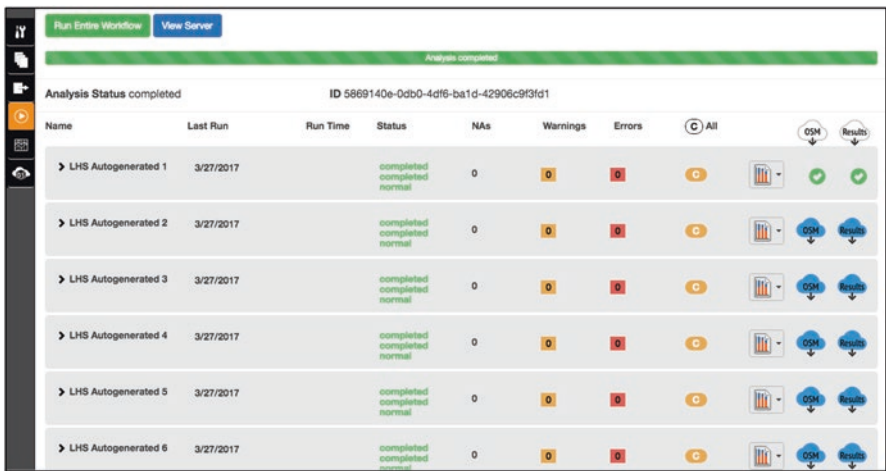 Run Entire Workflow View Server
Analysis completed
Analysis Status completed ID 5869140e-0db0-4df6-ba1d-42906c9f3fd1
Name Last Run Run Time Status NAs Warnings Errors C All OSM Results
LHS Autogenerated 1 3/27/2017 completed 0 0 0 C
completed
normal
LHS Autogenerated 2 3/27/2017 completed 0 0 0 C OSM Results
completed
normal
LHS Autogenerated 3 3/27/2017 completed 0 0 0 C OSM Results
completed
normal
LHS Autogenerated 4 3/27/2017 completed 0 0 0 C OSM Results
completed
normal
LHS Autogenerated 5 3/27/2017 completed 0 0 0 C OSM Results
completed
normal
LHS Autogenerated 6 3/27/2017 completed 0 0 0 C OSM Results
completed
normal